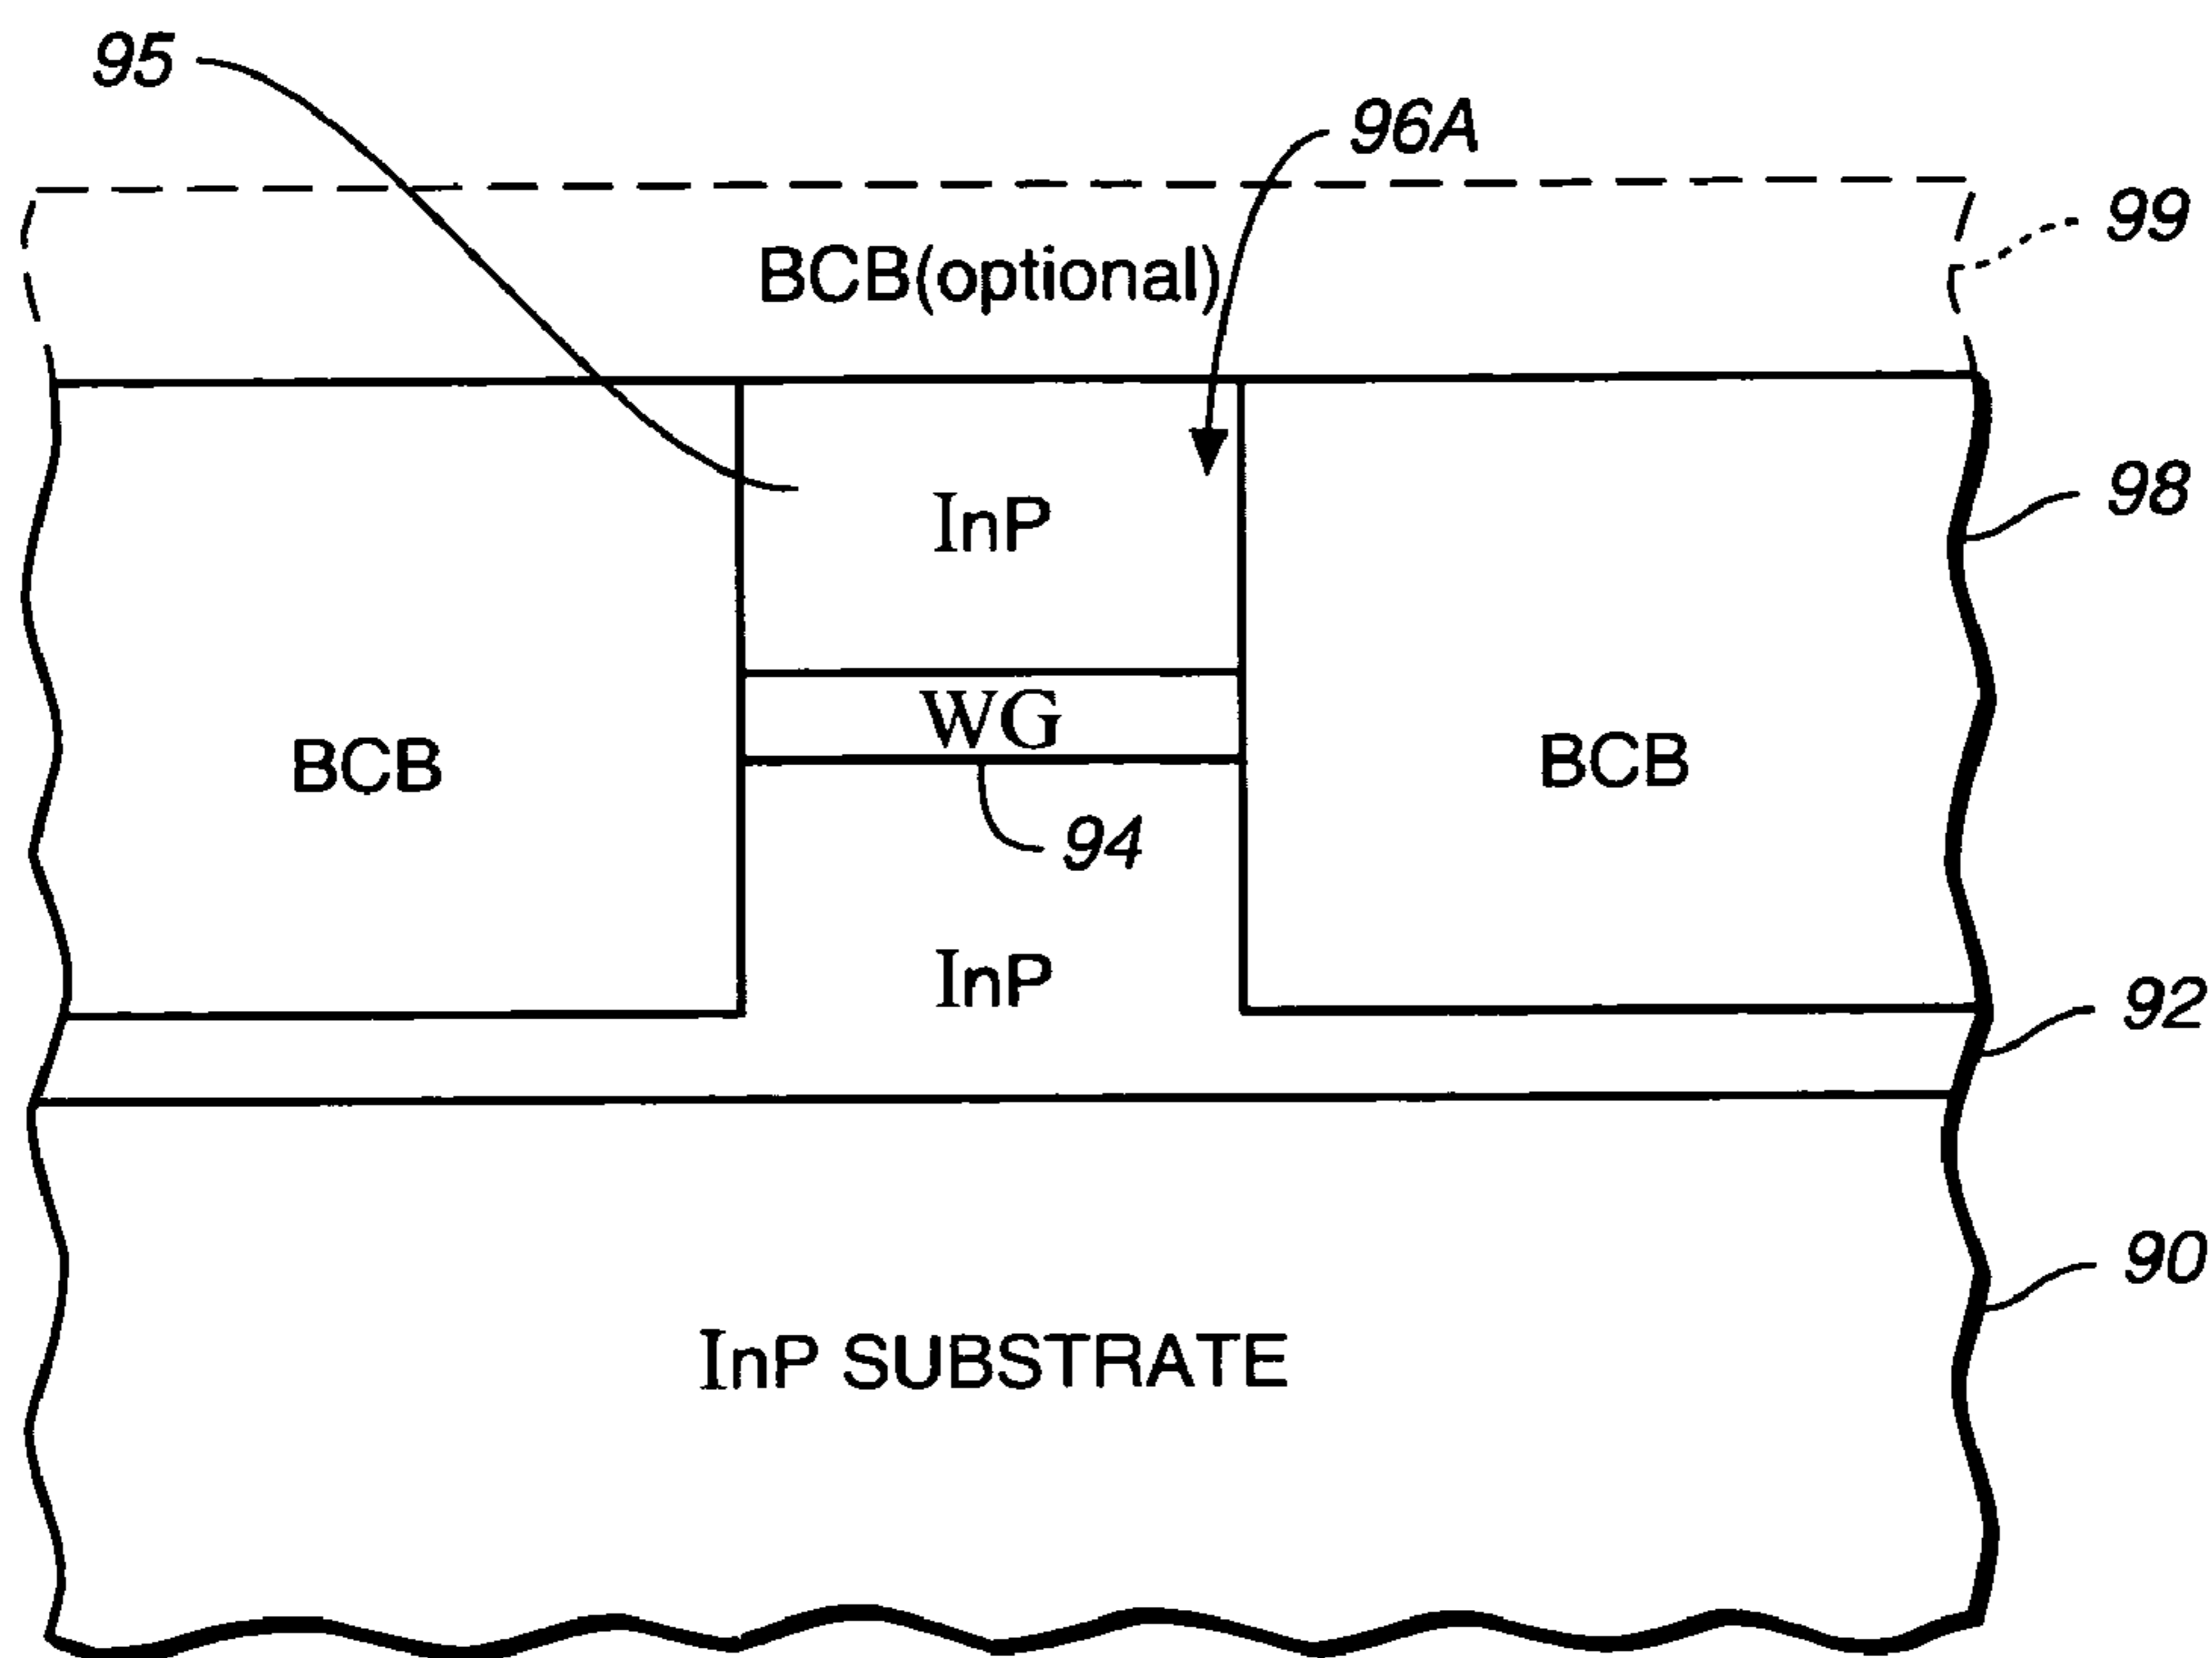 95
96A
99
BCB(optional)
98
InP
WG
BCB
BCB
94
InP
92
90
InP SUBSTRATE